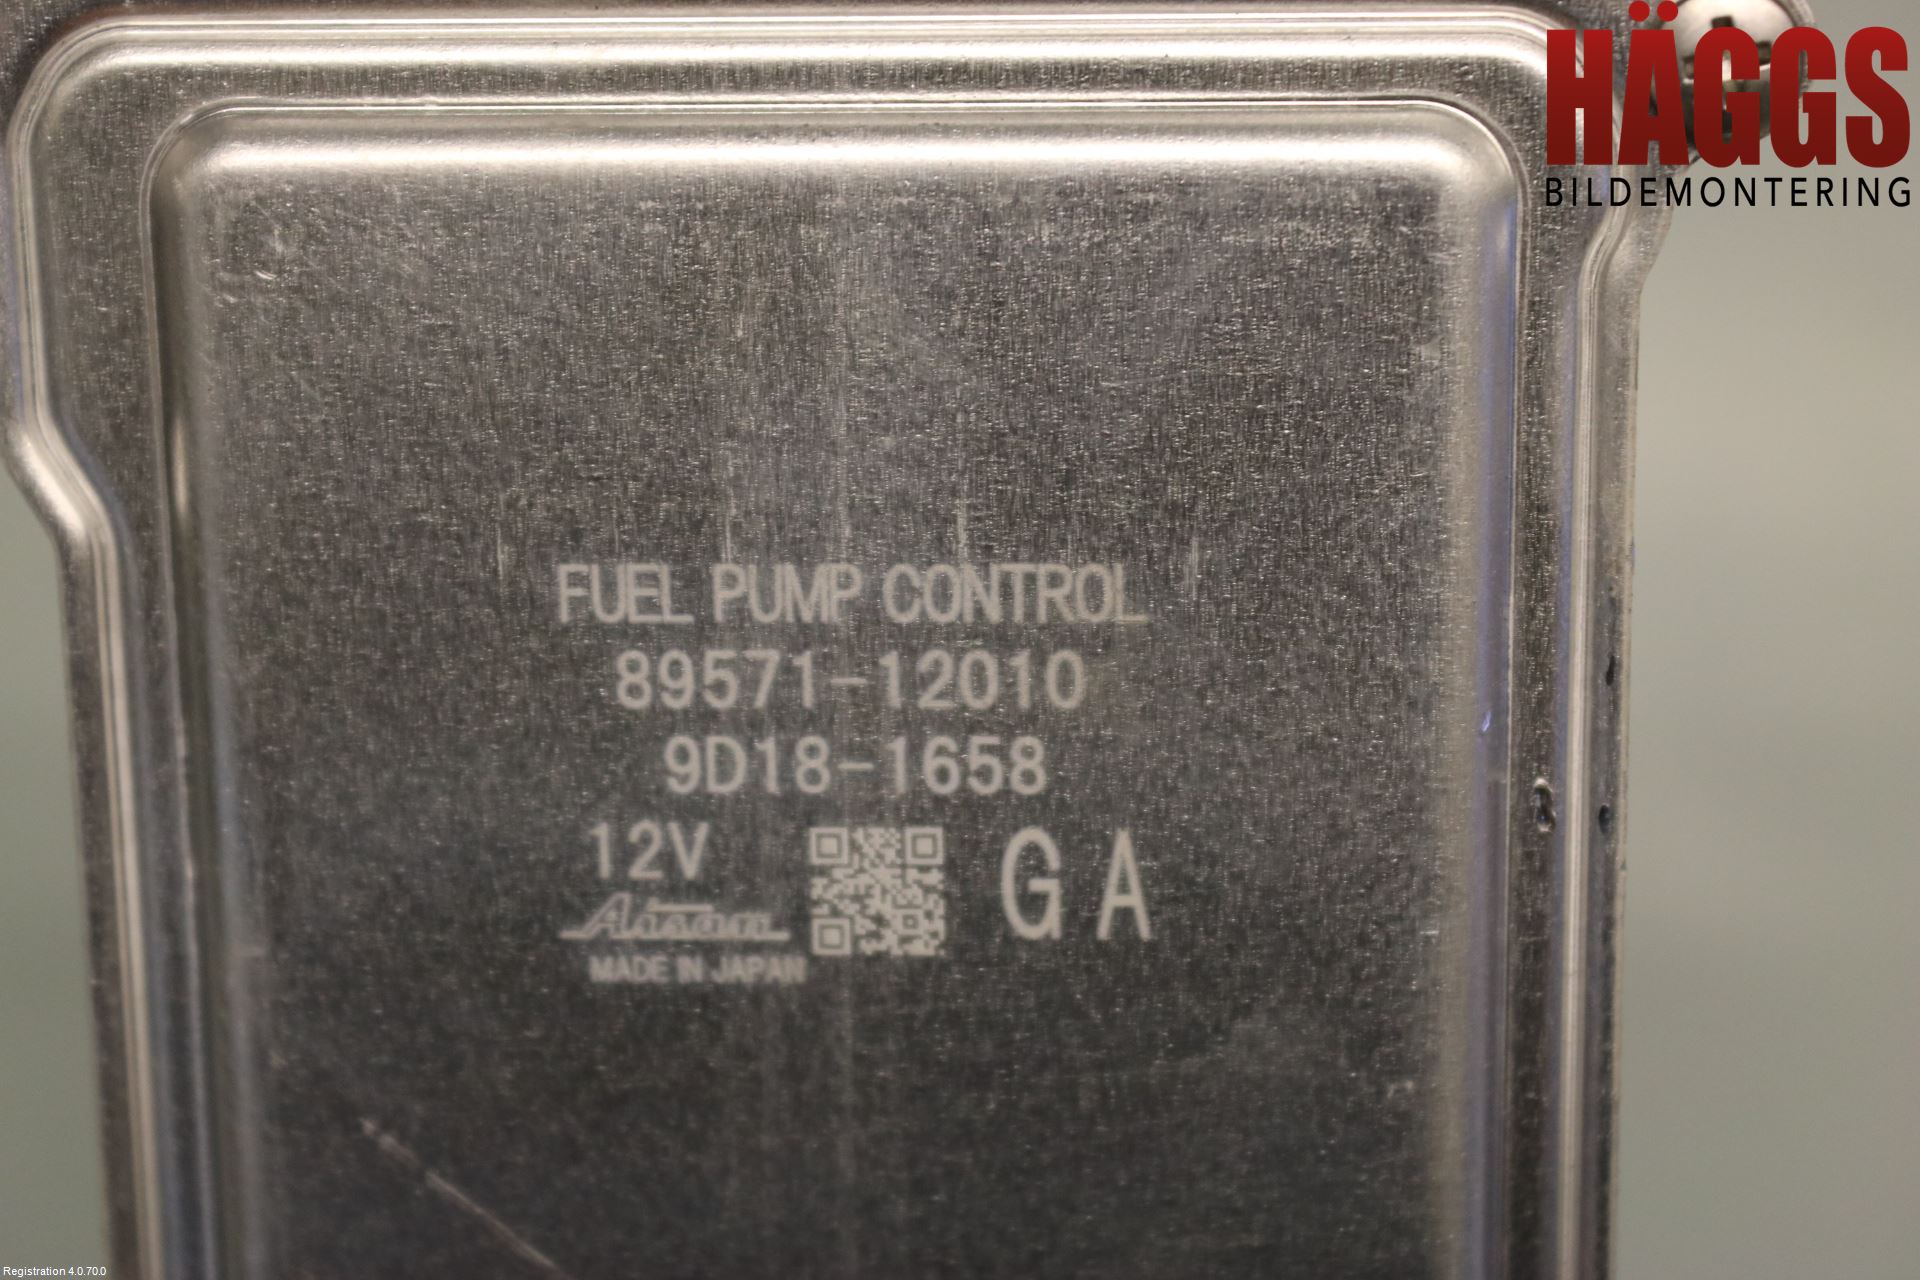 HÄGGS
BILDEMONTERING
FUEL PUMP CONTROL
89571-12010
9D18-1658
12V
GA
Aisan
MADE IN JAPAN
Registration 4.0.70.0